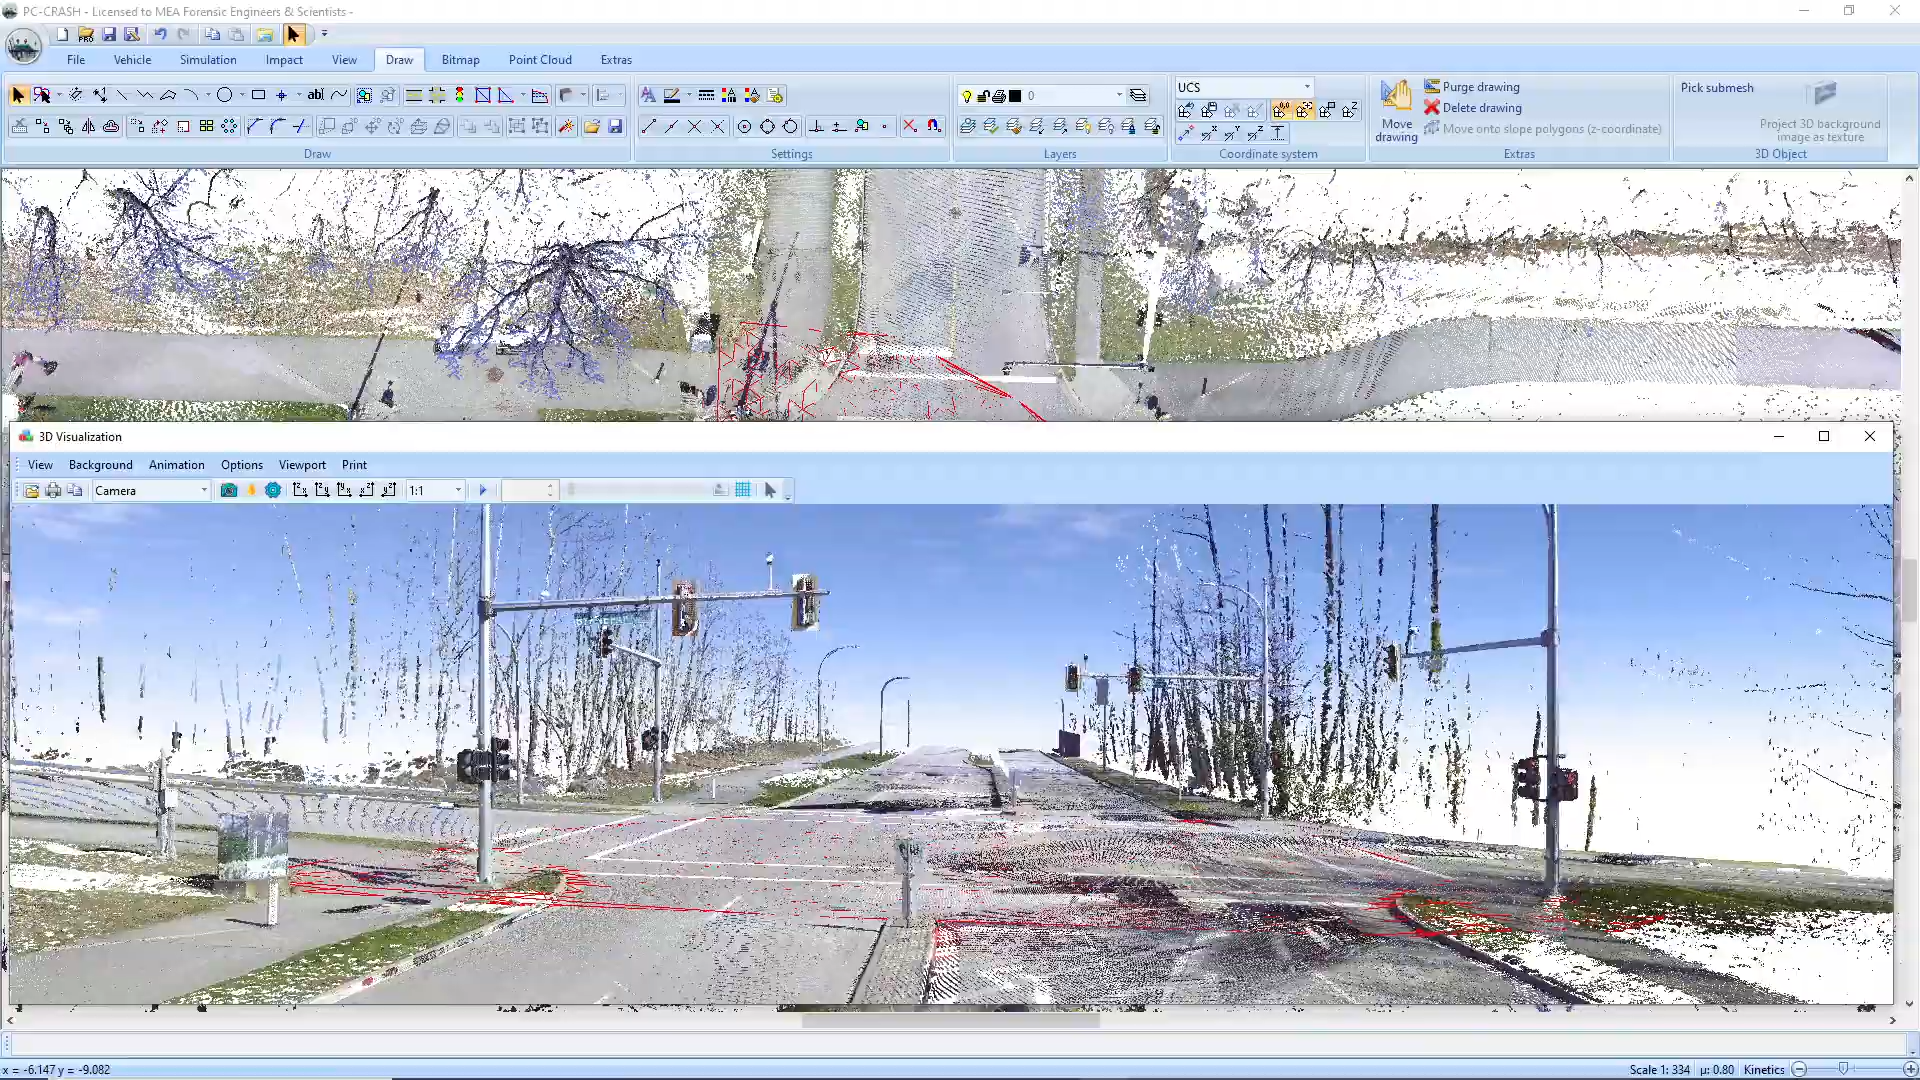 PC-CRASH - Licensed to MEA Forensic Engineers & Scientists -
File Vehicle Simulation Impact View Draw Bitmap Point Cloud Extras
UCS
Purge drawing
Pick submesh
ab|
0
Delete drawing
Move drawing
Move onto slope polygons (z-coordinate)
Project 3D background image as texture
Draw Settings Layers Coordinate system Extras 3D Object
3D Visualization
View Background Animation Options Viewport Print
Camera
1:1
x = -6.147 y = -9.082
Scale 1: 334 µ: 0.80 Kinetics